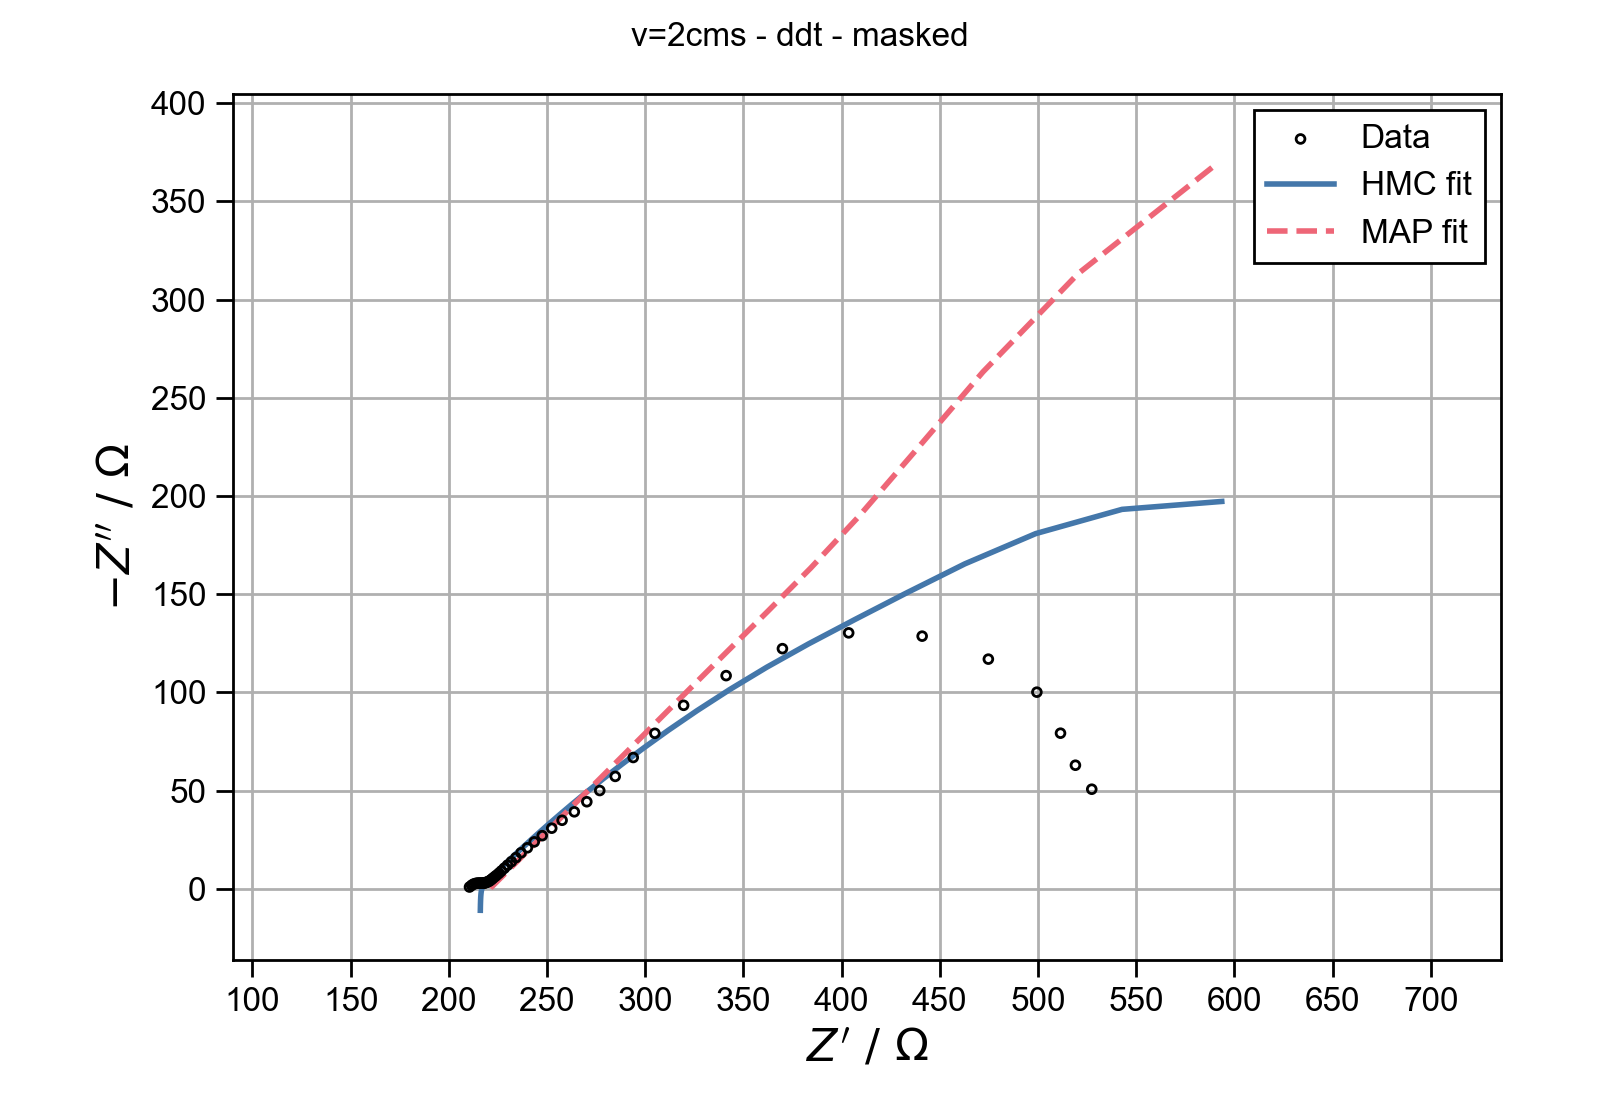 v=2cms - ddt - masked
400
350
300
250
200
150
100
50
0
−Z′′ / Ω
Data
HMC fit
MAP fit
100 150 200 250 300 350 400 450 500 550 600 650 700
Z′ / Ω